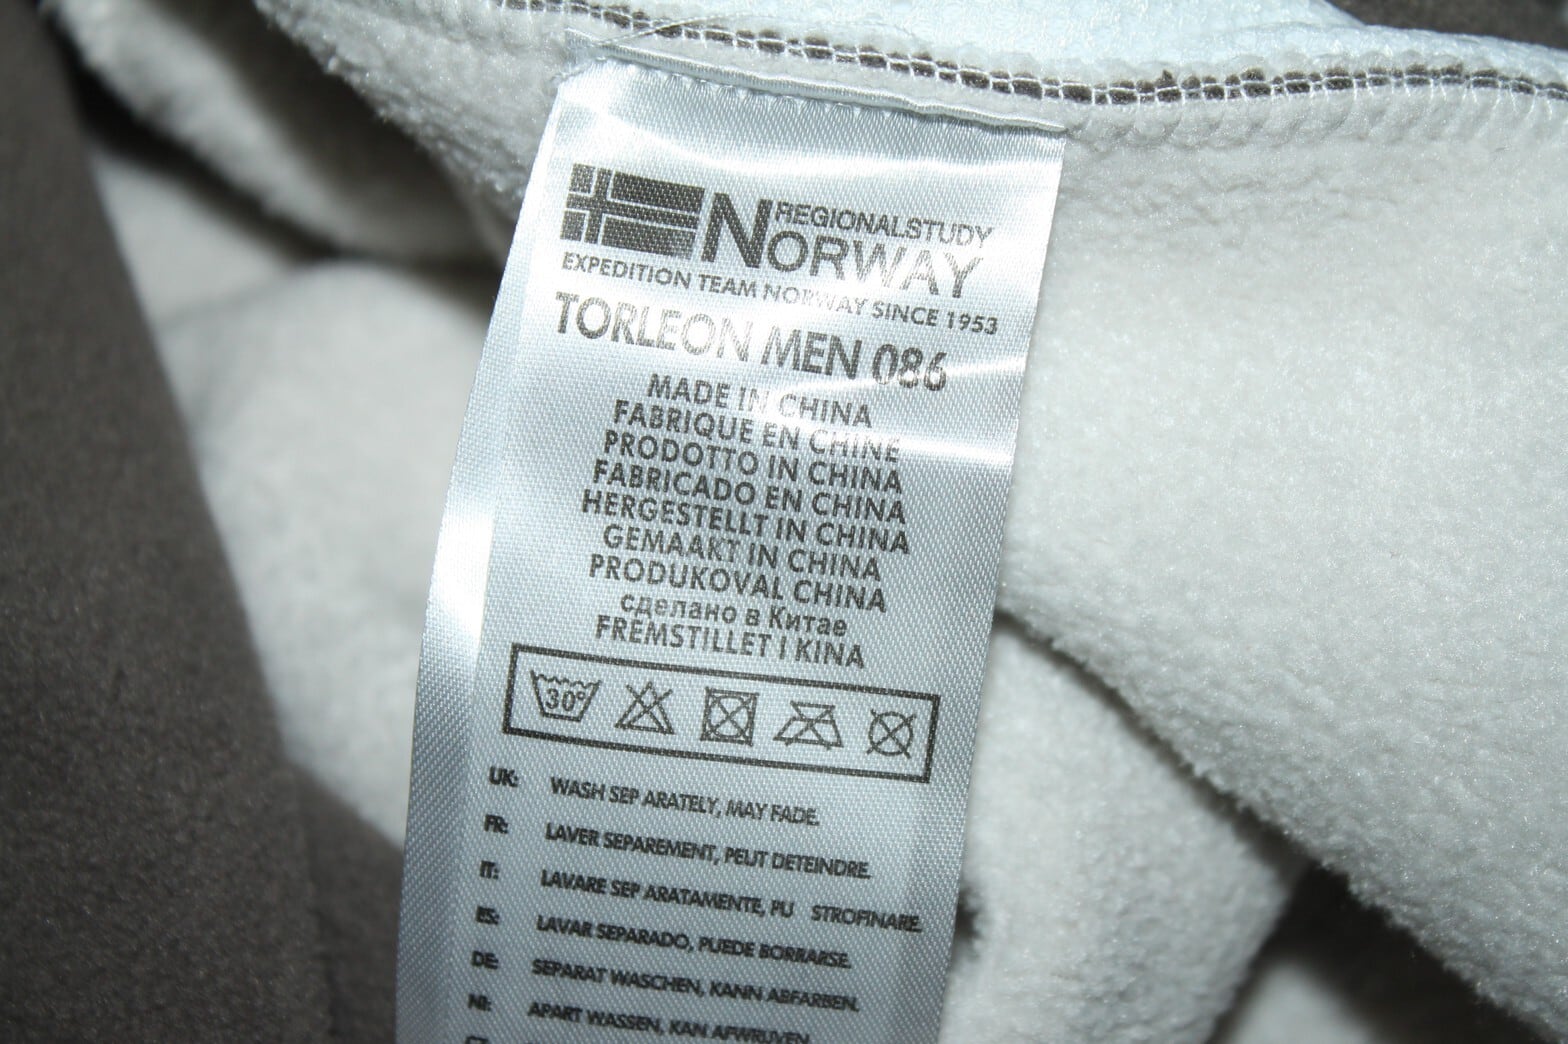 REGIONALSTUDY
NORWAY
EXPEDITION TEAM NORWAY SINCE 1953
TORLEON MEN 086
MADE IN CHINA
FABRIQUE EN CHINE
PRODOTTO IN CHINA
FABRICADO EN CHINA
HERGESTELLT IN CHINA
GEMAAKT IN CHINA
PRODUKOVAL CHINA
сделано в Китае
FREMSTILLET I KINA
30°
UK: WASH SEP ARATELY, MAY FADE.
FR: LAVER SEPAREMENT, PEUT DETEINDRE.
IT: LAVARE SEP ARATAMENTE, PU STROFINARE.
ES: LAVAR SEPARADO, PUEDE BORRARSE.
DE: SEPARAT WASCHEN, KANN ABFARBEN.
NL: APART WASSEN, KAN AFWRUVEN.